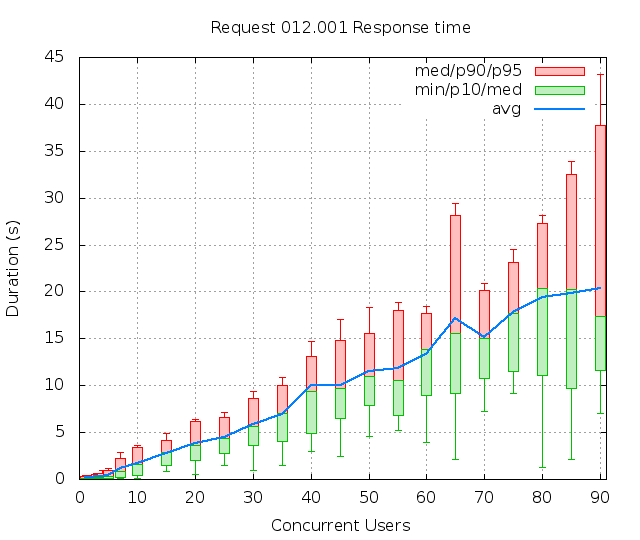 Request 012.001 Response time
med/p90/p95
min/p10/med
avg
Duration (s)
45
40
35
30
25
20
15
10
5
0
0 10 20 30 40 50 60 70 80 90
Concurrent Users